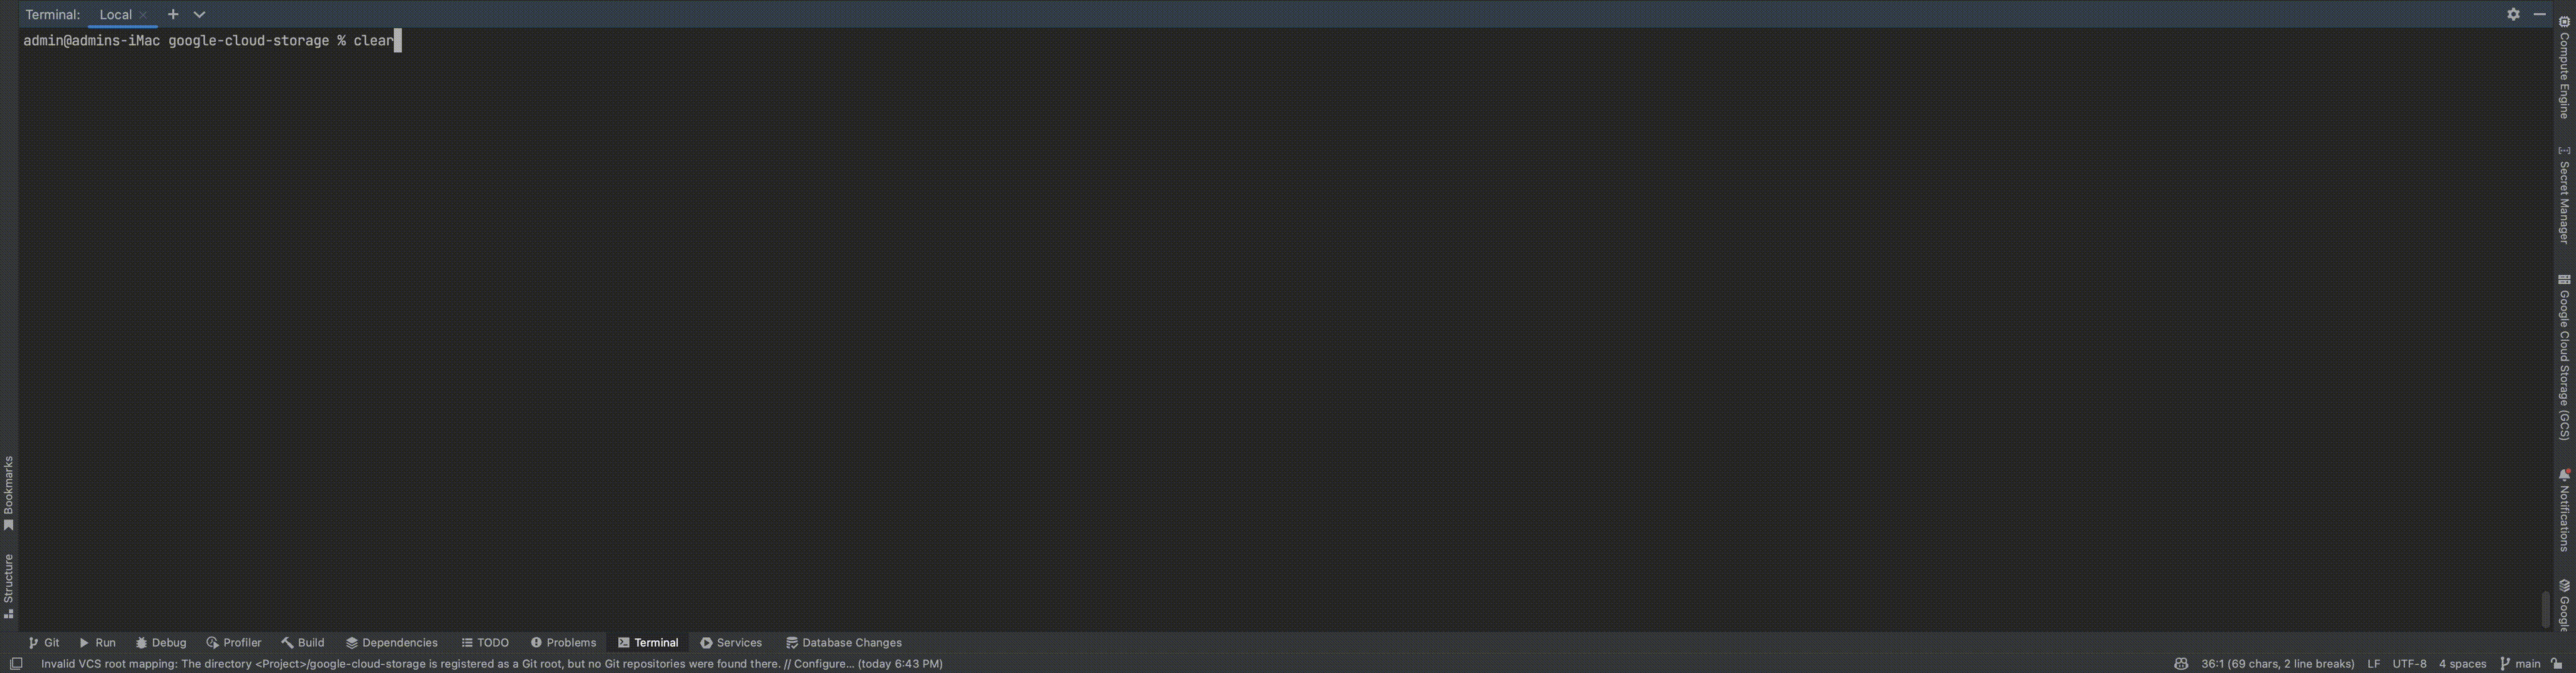 Terminal: Local
admin@admins-iMac google-cloud-storage % clear
Compute Engine
Secret Manager
Google Cloud Storage (GCS)
Notifications
Google
Bookmarks
Structure
Git Run Debug Profiler Build Dependencies TODO Problems Terminal Services Database Changes
Invalid VCS root mapping: The directory <Project>/google-cloud-storage is registered as a Git root, but no Git repositories were found there. // Configure... (today 6:43 PM) 36:1 (69 chars, 2 line breaks) LF UTF-8 4 spaces main